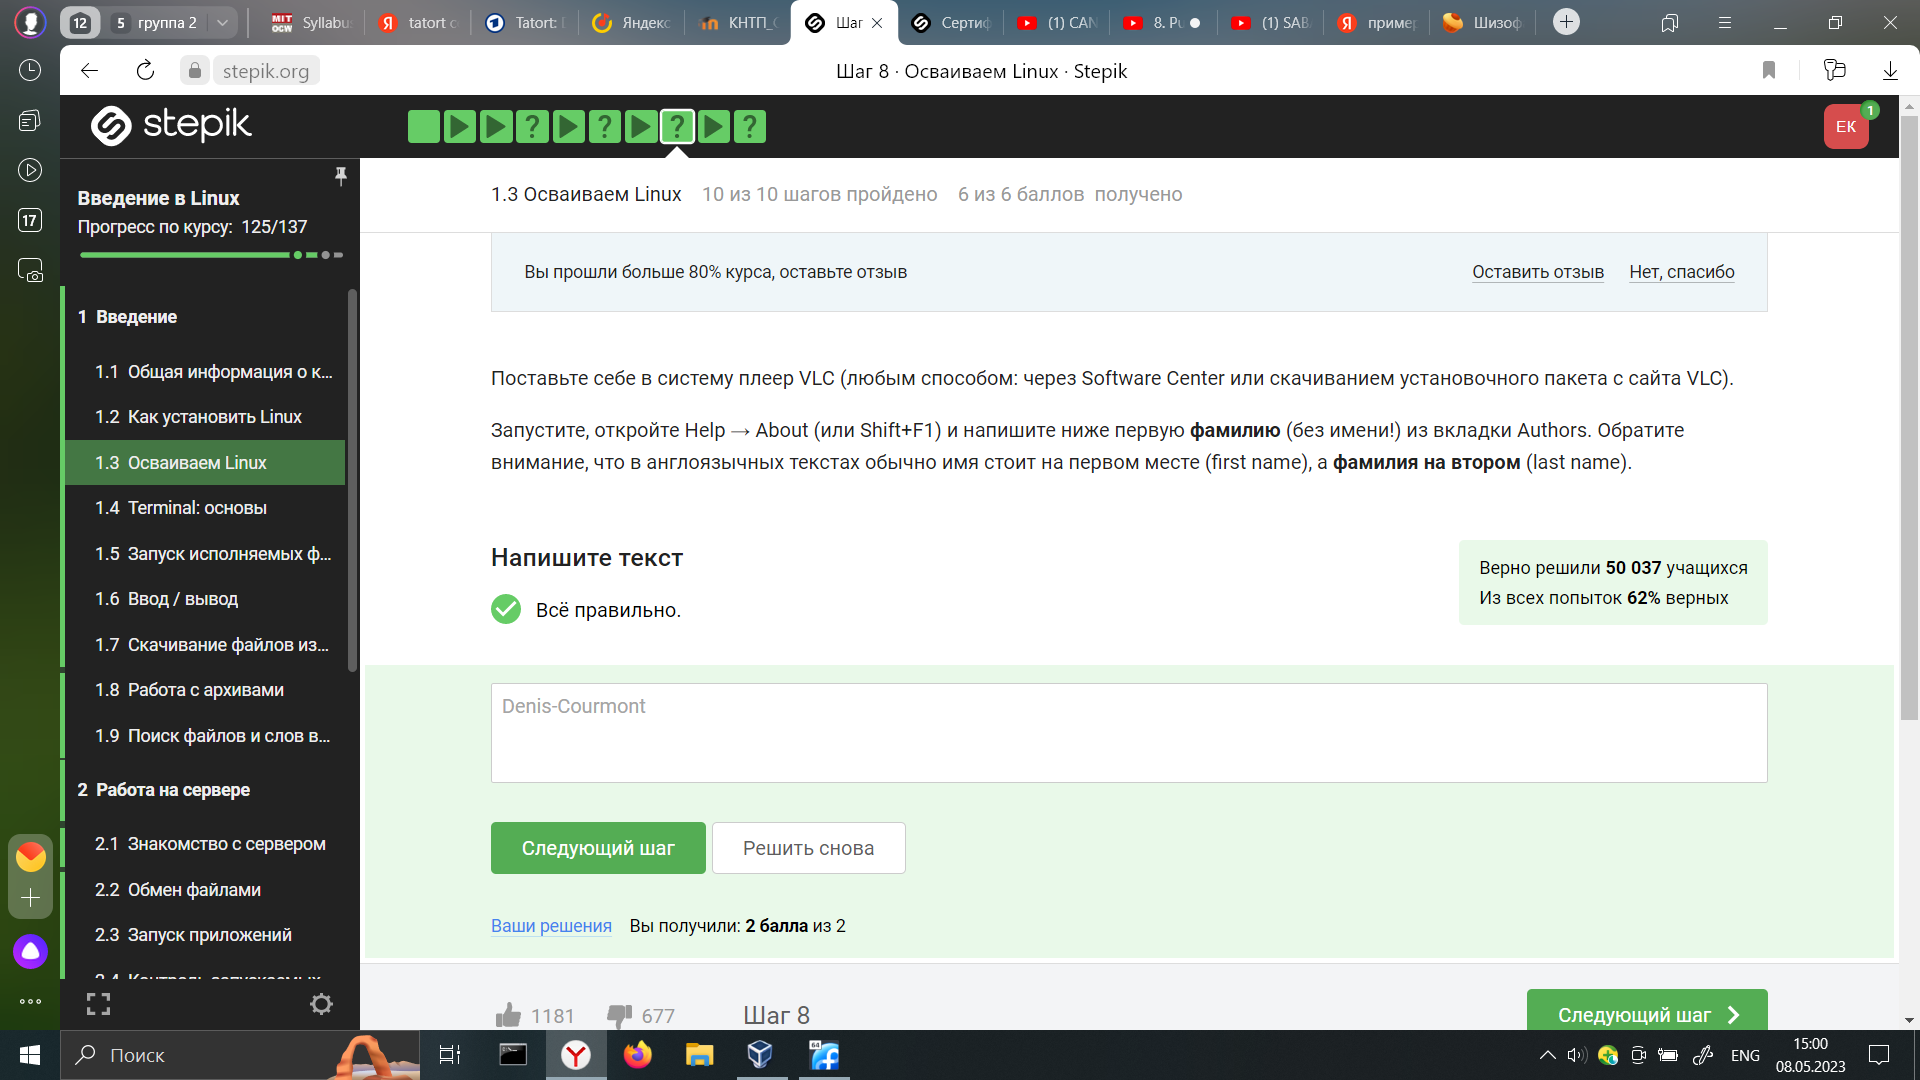 12
5 группа 2
MIT OCW Syllabu
tatort c
Tatort: 
Яндекс
КНТП_С
Шаг
Сертиф
(1) CAN
8. Pu
(1) SAB
пример
Шизоф
stepik.org
Шаг 8 · Осваиваем Linux · Stepik
17
stepik
ЕК
1
Введение в Linux
Прогресс по курсу: 125/137
1 Введение
1.1 Общая информация о к...
1.2 Как установить Linux
1.3 Осваиваем Linux
1.4 Terminal: основы
1.5 Запуск исполняемых ф...
1.6 Ввод / вывод
1.7 Скачивание файлов из...
1.8 Работа с архивами
1.9 Поиск файлов и слов в...
2 Работа на сервере
2.1 Знакомство с сервером
2.2 Обмен файлами
2.3 Запуск приложений
2.4 Контроль запускаемых
1.3 Осваиваем Linux 10 из 10 шагов пройдено 6 из 6 баллов получено
Вы прошли больше 80% курса, оставьте отзыв
Оставить отзыв Нет, спасибо
Поставьте себе в систему плеер VLC (любым способом: через Software Center или скачиванием установочного пакета с сайта VLC).
Запустите, откройте Help → About (или Shift+F1) и напишите ниже первую фамилию (без имени!) из вкладки Authors. Обратите
внимание, что в англоязычных текстах обычно имя стоит на первом месте (first name), а фамилия на втором (last name).
Напишите текст
Всё правильно.
Верно решили 50 037 учащихся
Из всех попыток 62% верных
Denis-Courmont
Следующий шаг
Решить снова
Ваши решения Вы получили: 2 балла из 2
1181
677
Шаг 8
Следующий шаг
Поиск
64
ENG
15:00
08.05.2023